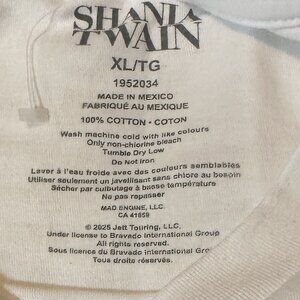 SHANIA
TWAIN
XL/TG
1952034
MADE IN MEXICO
FABRIQUÉ AU MEXIQUE
100% COTTON • COTON
Wash machine cold with like colours
Only non-chlorine bleach
Tumble Dry Low
Do Not Iron
Laver à l'eau froide avec des couleurs semblables
Utiliser seulement un javellisant sans chlore au besoin
Sécher par culbutage à basse température
Ne pas repasser
MAD ENGINE, LLC.
CA 41859
© 2025 Jett Touring, LLC /
Under license to Bravado International Group
All rights reserved.
Sous licence du Bravado International Gro
Tous droits réservés.